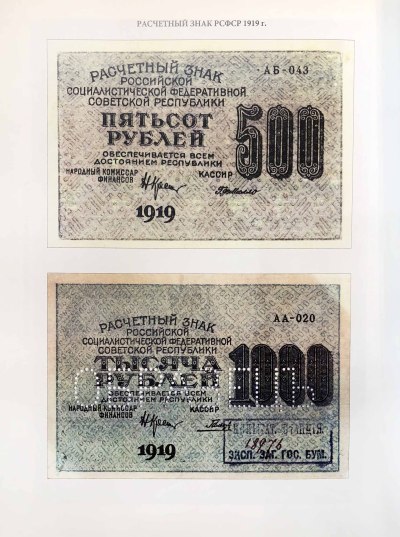 РАСЧЕТНЫЙ ЗНАК РСФСР 1919 г.
РАСЧЕТНЫЙ ЗНАК
РОССИЙСКОЙ
СОЦИАЛИСТИЧЕСКОЙ ФЕДЕРАТИВНОЙ
СОВЕТСКОЙ РЕСПУБЛИКИ
ПЯТЬСОТ
РУБЛЕЙ
ОБЕСПЕЧИВАЕТСЯ ВСЕМ
ДОСТОЯНИЕМ РЕСПУБЛИКИ
НАРОДНЫЙ КОМИССАР
ФИНАНСОВ
КАССИР
1919
АБ-043
500
РАСЧЕТНЫЙ ЗНАК
РОССИЙСКОЙ
СОЦИАЛИСТИЧЕСКОЙ ФЕДЕРАТИВНОЙ
СОВЕТСКОЙ РЕСПУБЛИКИ
ТЫСЯЧА
РУБЛЕЙ
ОБЕСПЕЧИВАЕТСЯ ВСЕМ
ДОСТОЯНИЕМ РЕСПУБЛИКИ
НАРОДНЫЙ КОМИССАР
ФИНАНСОВ
КАССИР
1919
АА-020
1000
ЭКСП. ЗАГ. ГОС. БУМ.